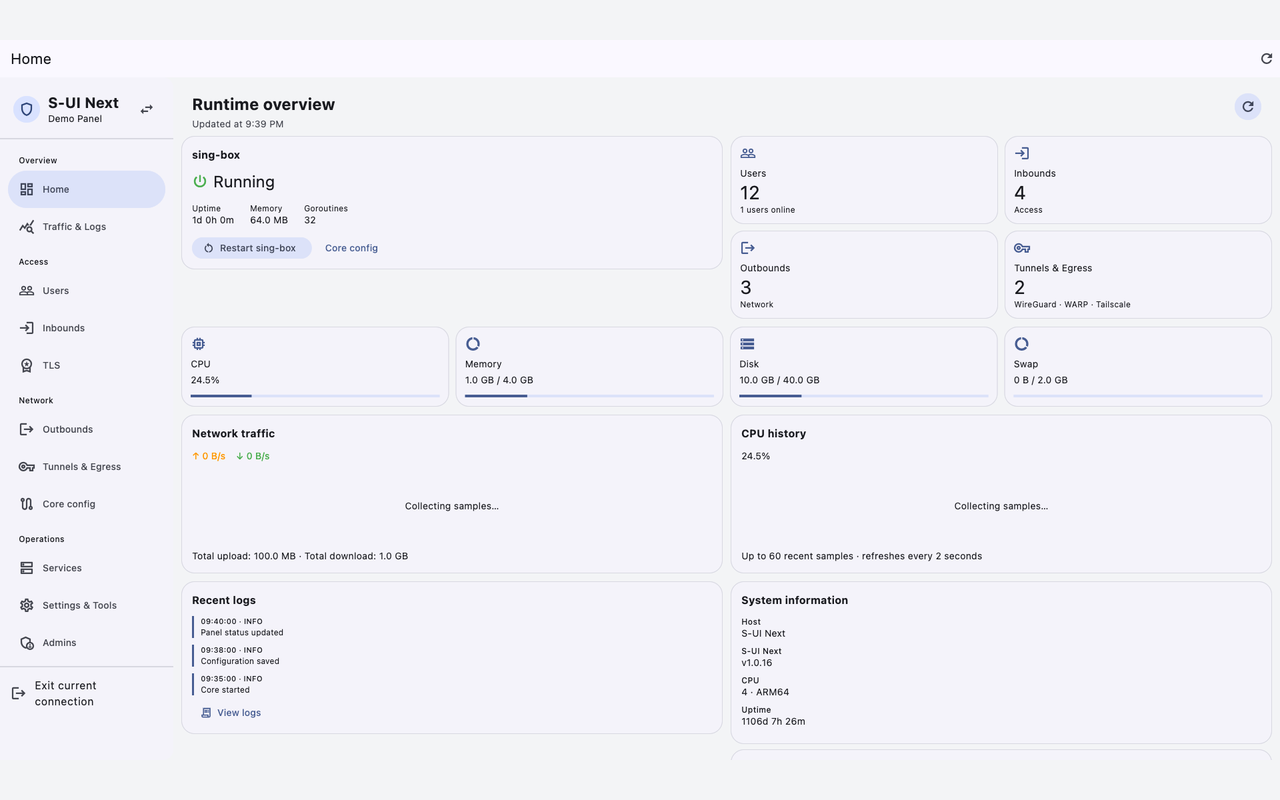 Home
S-UI Next
Demo Panel
Overview
Home
Traffic & Logs
Access
Users
Inbounds
TLS
Network
Outbounds
Tunnels & Egress
Core config
Operations
Services
Settings & Tools
Admins
Exit current
connection
Runtime overview
Updated at 9:39 PM
sing-box
Running
Uptime Memory Goroutines
1d 0h 0m 64.0 MB 32
Restart sing-box Core config
Users
12
1 users online
Inbounds
4
Access
Outbounds
3
Network
Tunnels & Egress
2
WireGuard · WARP · Tailscale
CPU
24.5%
Memory
1.0 GB / 4.0 GB
Disk
10.0 GB / 40.0 GB
Swap
0 B / 2.0 GB
Network traffic
↑ 0 B/s ↓ 0 B/s
Collecting samples…
Total upload: 100.0 MB · Total download: 1.0 GB
CPU history
24.5%
Collecting samples…
Up to 60 recent samples · refreshes every 2 seconds
Recent logs
09:40:00 · INFO
Panel status updated
09:38:00 · INFO
Configuration saved
09:35:00 · INFO
Core started
View logs
System information
Host
S-UI Next
S-UI Next
v1.0.16
CPU
4 · ARM64
Uptime
1106d 7h 26m